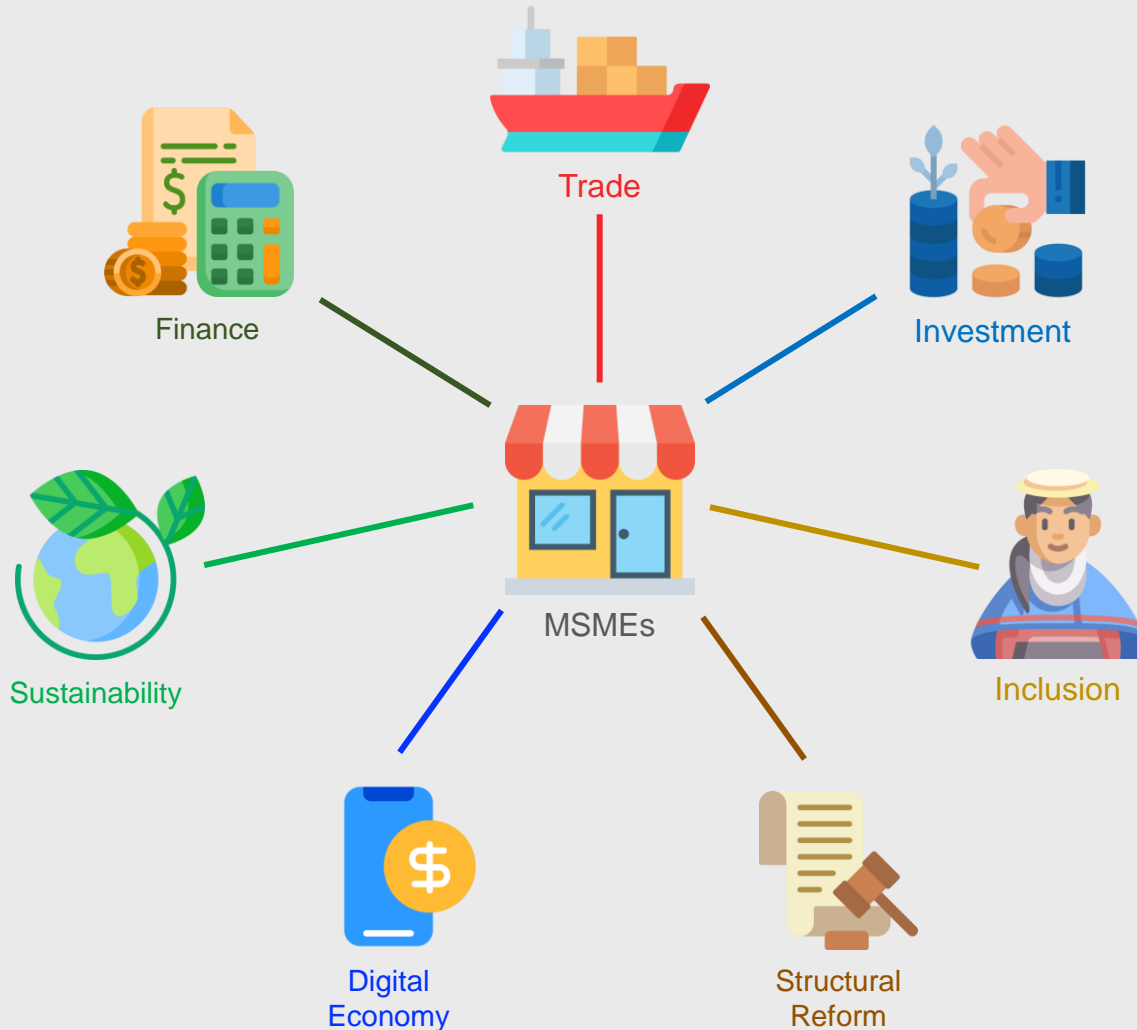 Trade
Finance
Investment
MSMEs
Sustainability
Inclusion
Digital
Economy
Structural
Reform